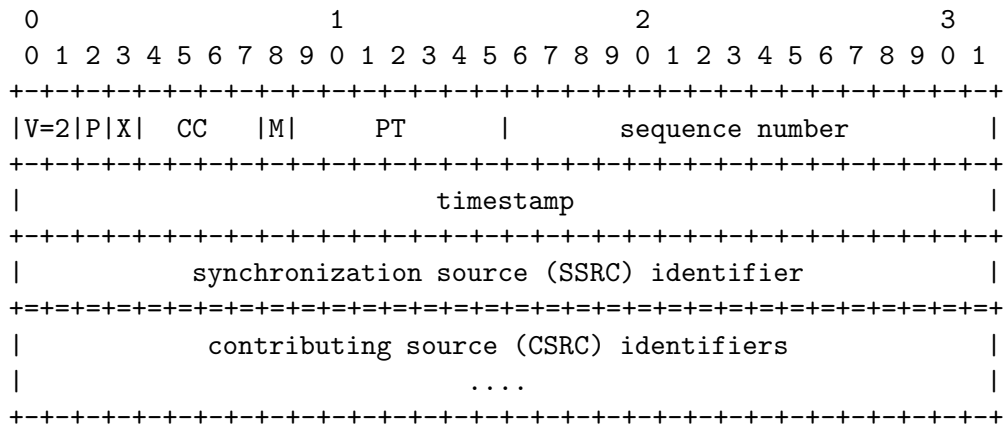 0                   1                   2                   3
 0 1 2 3 4 5 6 7 8 9 0 1 2 3 4 5 6 7 8 9 0 1 2 3 4 5 6 7 8 9 0 1
+-+-+-+-+-+-+-+-+-+-+-+-+-+-+-+-+-+-+-+-+-+-+-+-+-+-+-+-+-+-+-+-+
|V=2|P|X|  CC   |M|     PT      |       sequence number         |
+-+-+-+-+-+-+-+-+-+-+-+-+-+-+-+-+-+-+-+-+-+-+-+-+-+-+-+-+-+-+-+-+
|                           timestamp                           |
+-+-+-+-+-+-+-+-+-+-+-+-+-+-+-+-+-+-+-+-+-+-+-+-+-+-+-+-+-+-+-+-+
|           synchronization source (SSRC) identifier            |
+=+=+=+=+=+=+=+=+=+=+=+=+=+=+=+=+=+=+=+=+=+=+=+=+=+=+=+=+=+=+=+=+
|            contributing source (CSRC) identifiers             |
|                             ....                              |
+-+-+-+-+-+-+-+-+-+-+-+-+-+-+-+-+-+-+-+-+-+-+-+-+-+-+-+-+-+-+-+-+